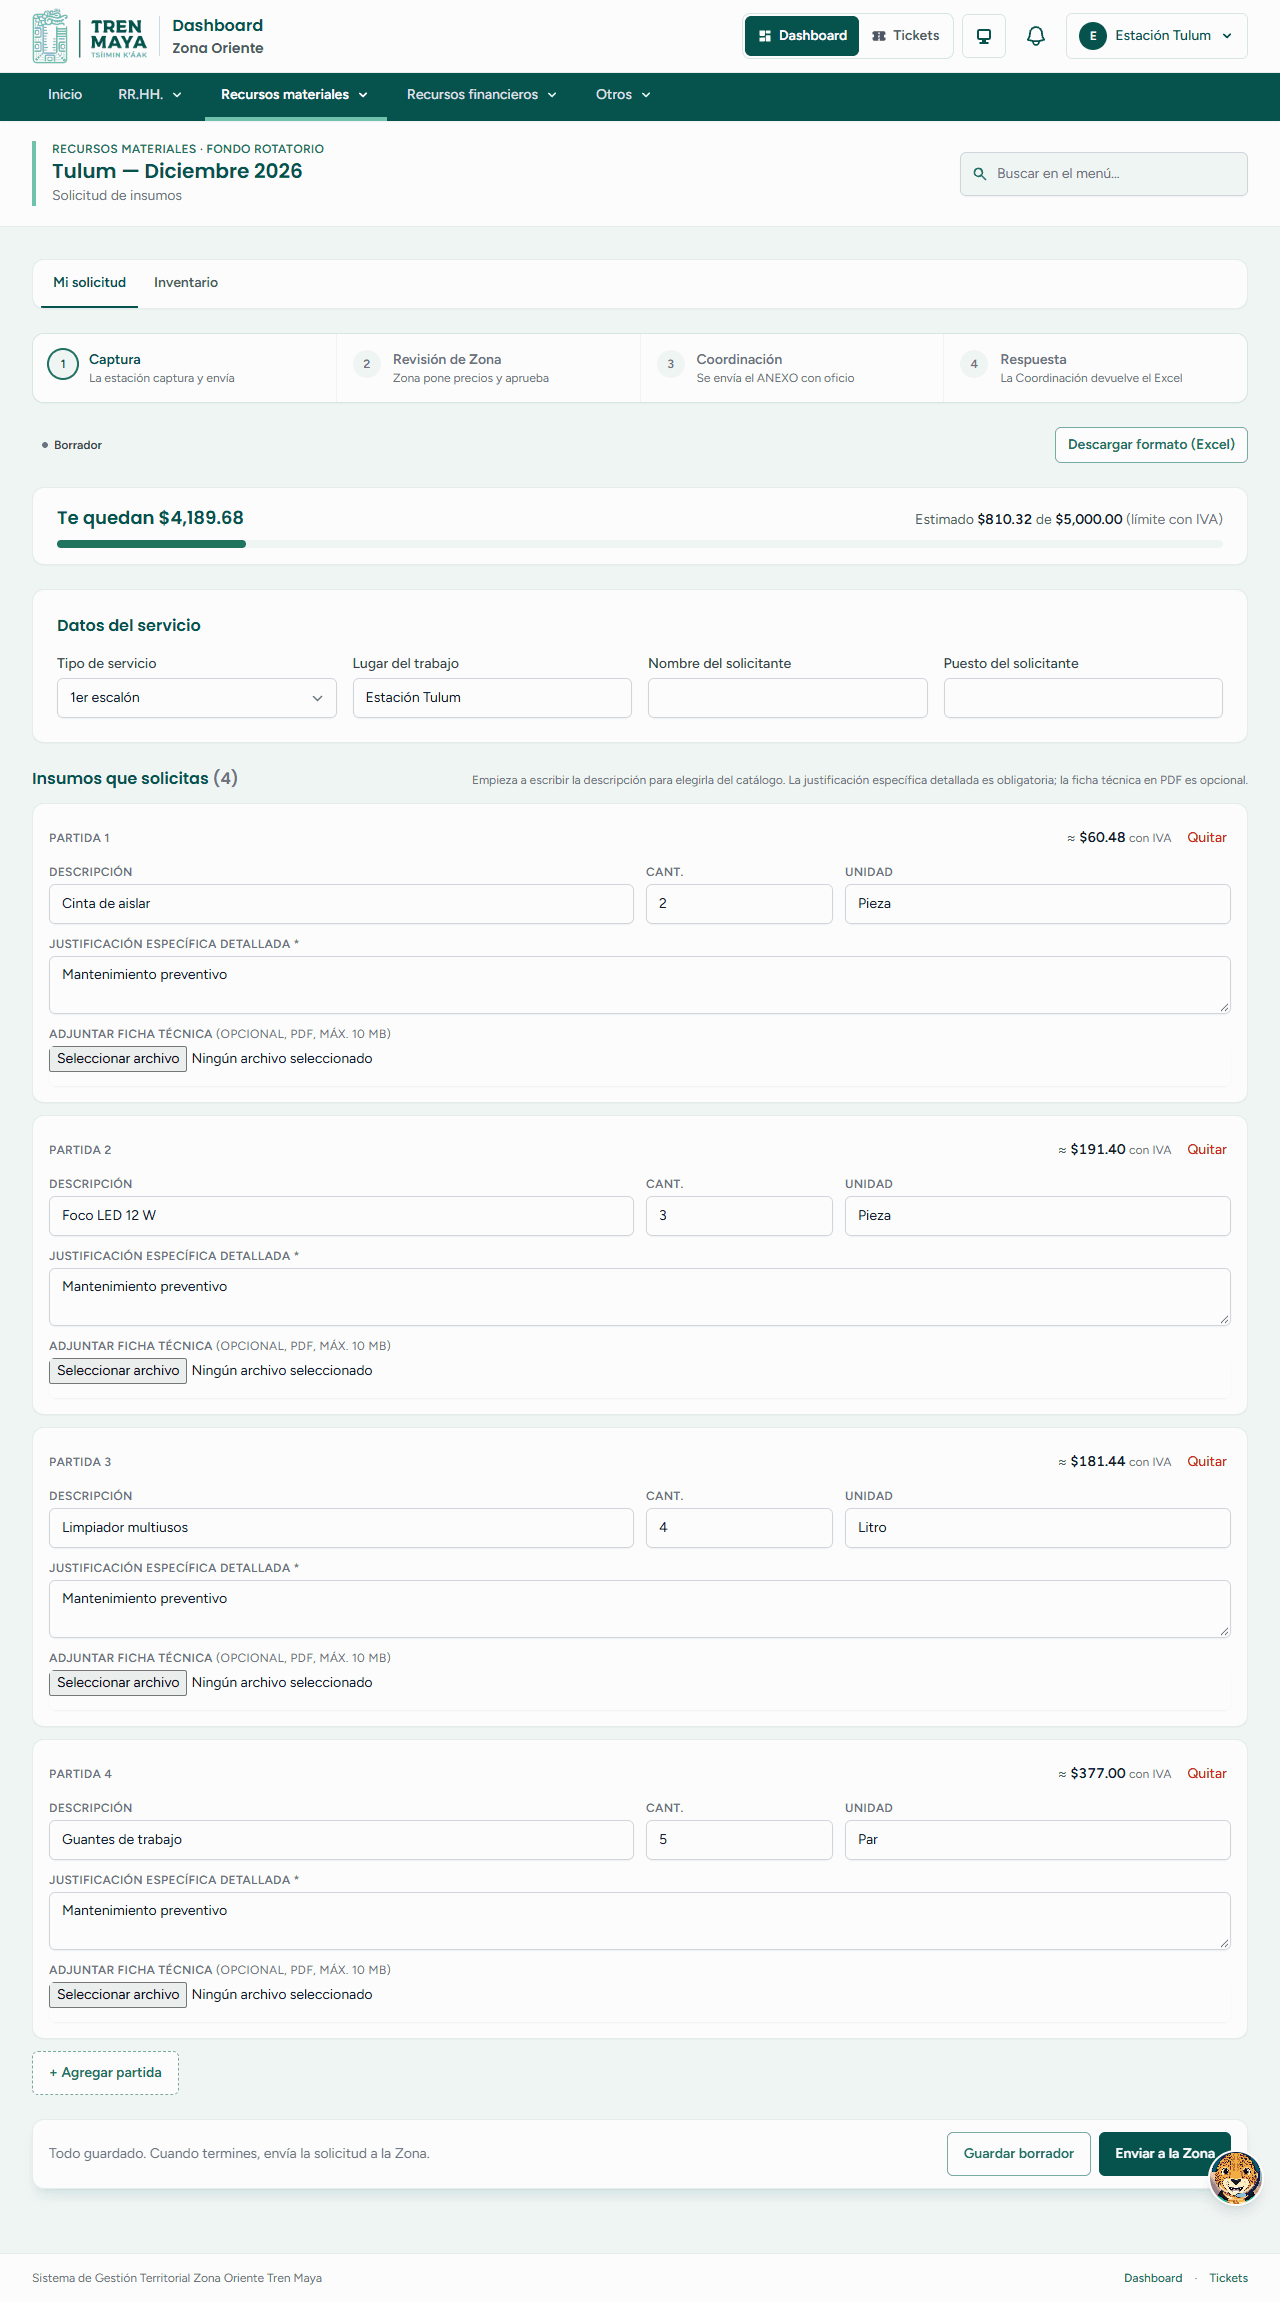 TREN
MAYA
TSÍIMIN K'ÁAK
Dashboard
Zona Oriente
Dashboard
Tickets
E
Estación Tulum
Inicio
RR.HH.
Recursos materiales
Recursos financieros
Otros
RECURSOS MATERIALES · FONDO ROTATORIO
Tulum — Diciembre 2026
Solicitud de insumos
Buscar en el menú...
Mi solicitud
Inventario
1
Captura
La estación captura y envía
2
Revisión de Zona
Zona pone precios y aprueba
3
Coordinación
Se envía el ANEXO con oficio
4
Respuesta
La Coordinación devuelve el Excel
Borrador
Descargar formato (Excel)
Te quedan $4,189.68
Estimado $810.32 de $5,000.00 (límite con IVA)
Datos del servicio
Tipo de servicio
Lugar del trabajo
Nombre del solicitante
Puesto del solicitante
1er escalón
Estación Tulum
Insumos que solicitas (4)
Empieza a escribir la descripción para elegirla del catálogo. La justificación específica detallada es obligatoria; la ficha técnica en PDF es opcional.
PARTIDA 1
≈ $60.48 con IVA
Quitar
DESCRIPCIÓN
CANT.
UNIDAD
Cinta de aislar
2
Pieza
JUSTIFICACIÓN ESPECÍFICA DETALLADA *
Mantenimiento preventivo
ADJUNTAR FICHA TÉCNICA (OPCIONAL, PDF, MÁX. 10 MB)
Seleccionar archivo
Ningún archivo seleccionado
PARTIDA 2
≈ $191.40 con IVA
Quitar
DESCRIPCIÓN
CANT.
UNIDAD
Foco LED 12 W
3
Pieza
JUSTIFICACIÓN ESPECÍFICA DETALLADA *
Mantenimiento preventivo
ADJUNTAR FICHA TÉCNICA (OPCIONAL, PDF, MÁX. 10 MB)
Seleccionar archivo
Ningún archivo seleccionado
PARTIDA 3
≈ $181.44 con IVA
Quitar
DESCRIPCIÓN
CANT.
UNIDAD
Limpiador multiusos
4
Litro
JUSTIFICACIÓN ESPECÍFICA DETALLADA *
Mantenimiento preventivo
ADJUNTAR FICHA TÉCNICA (OPCIONAL, PDF, MÁX. 10 MB)
Seleccionar archivo
Ningún archivo seleccionado
PARTIDA 4
≈ $377.00 con IVA
Quitar
DESCRIPCIÓN
CANT.
UNIDAD
Guantes de trabajo
5
Par
JUSTIFICACIÓN ESPECÍFICA DETALLADA *
Mantenimiento preventivo
ADJUNTAR FICHA TÉCNICA (OPCIONAL, PDF, MÁX. 10 MB)
Seleccionar archivo
Ningún archivo seleccionado
+ Agregar partida
Todo guardado. Cuando termines, envía la solicitud a la Zona.
Guardar borrador
Enviar a la Zona
Sistema de Gestión Territorial Zona Oriente Tren Maya
Dashboard
·
Tickets